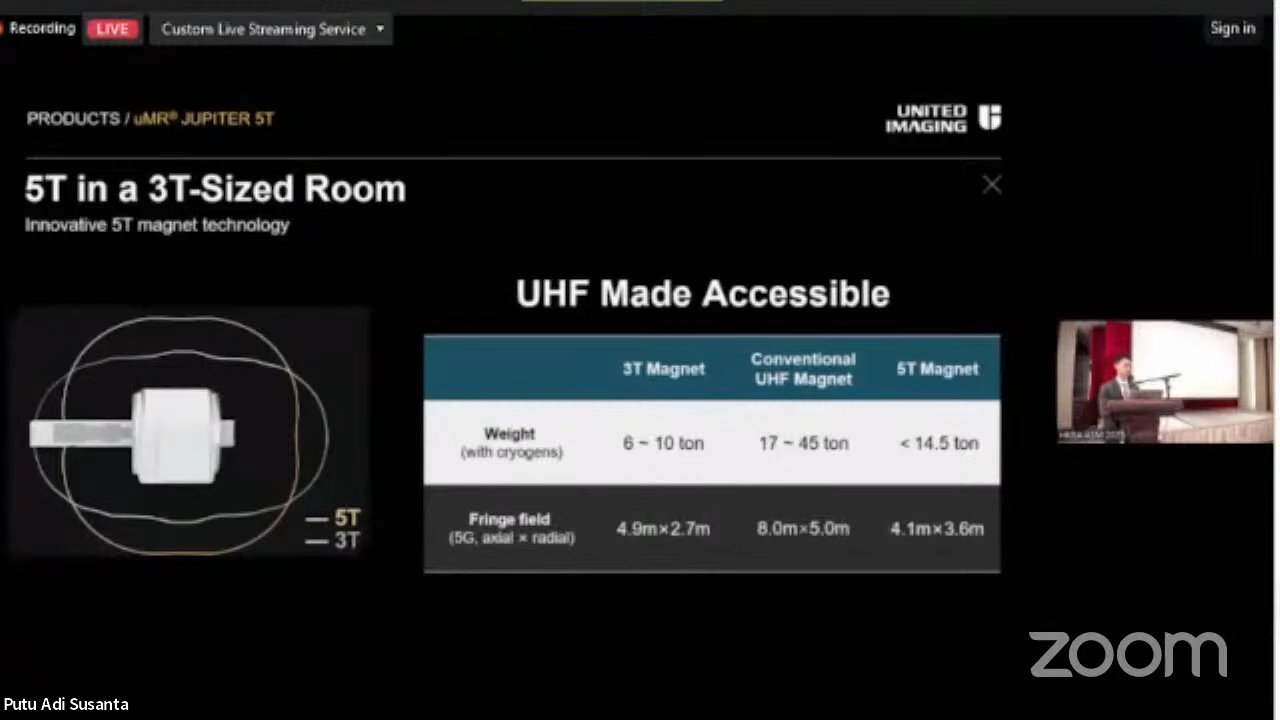 Recording
LIVE
Custom Live Streaming Service
Sign in
PRODUCTS / uMR® JUPITER 5T
UNITED
IMAGING
5T in a 3T-Sized Room
Innovative 5T magnet technology
UHF Made Accessible
3T Magnet
Conventional
UHF Magnet
5T Magnet
Weight
(with cryogens)
6 ~ 10 ton
17 ~ 45 ton
< 14.5 ton
Fringe field
(5G, axial × radial)
4.9m×2.7m
8.0m×5.0m
4.1m×3.6m
5T
3T
zoom
Putu Adi Susanta